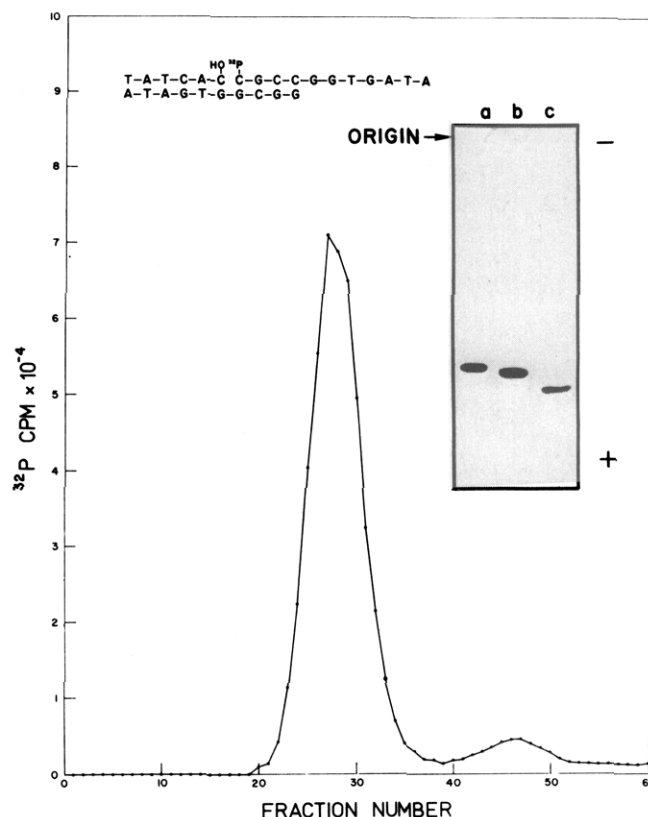 HO ³²P
T-A-T-C-A-C-C-G-C-C-G-G-T-G-A-T-A
A-T-A-G-T-G-G-C-G-G
a b c
ORIGIN
−
+
³²P CPM × 10⁻⁴
10
9
8
7
6
5
4
3
2
1
0
10 20 30 40 50 60
FRACTION NUMBER